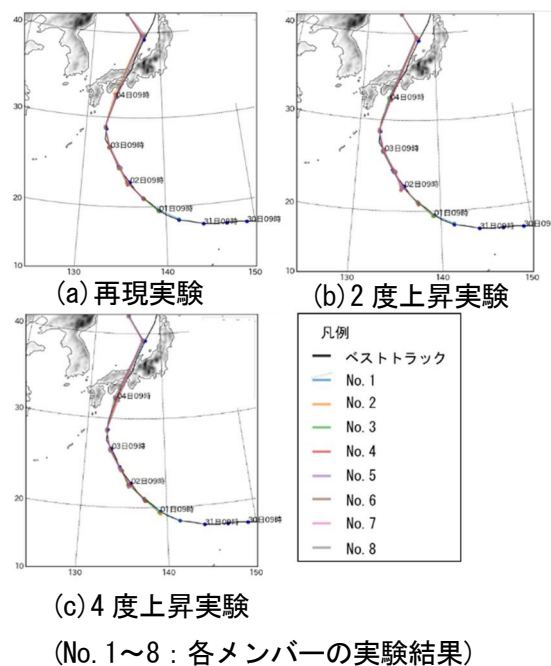 04日09時
03日09時
02日09時
01日09時
31日09時
30日09時
30
20
10
130
140
150
(a)再現実験
04日09時
03日09時
02日09時
01日09時
31日09時
30日09
30
20
10
130
140
150
(b)2 度上昇実験
04日09時
03日09時
02日09時
01日09時
31日09時
30日09時
30
20
10
130
140
150
凡例
ベストトラック
No. 1
No. 2
No. 3
No. 4
No. 5
No. 6
No. 7
No. 8
(c)4 度上昇実験
(No. 1～8：各メンバーの実験結果)